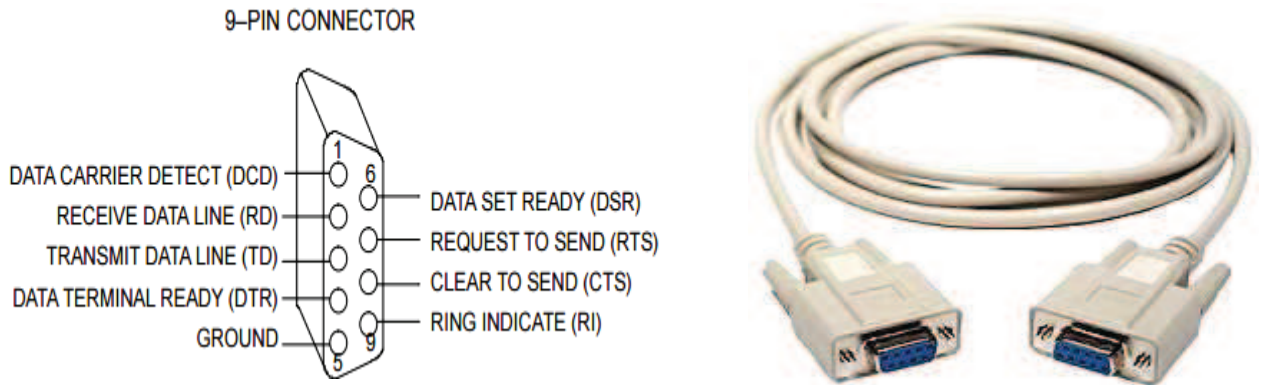 9–PIN CONNECTOR
1
DATA CARRIER DETECT (DCD)
6
DATA SET READY (DSR)
RECEIVE DATA LINE (RD)
REQUEST TO SEND (RTS)
TRANSMIT DATA LINE (TD)
CLEAR TO SEND (CTS)
DATA TERMINAL READY (DTR)
RING INDICATE (RI)
GROUND
9
5